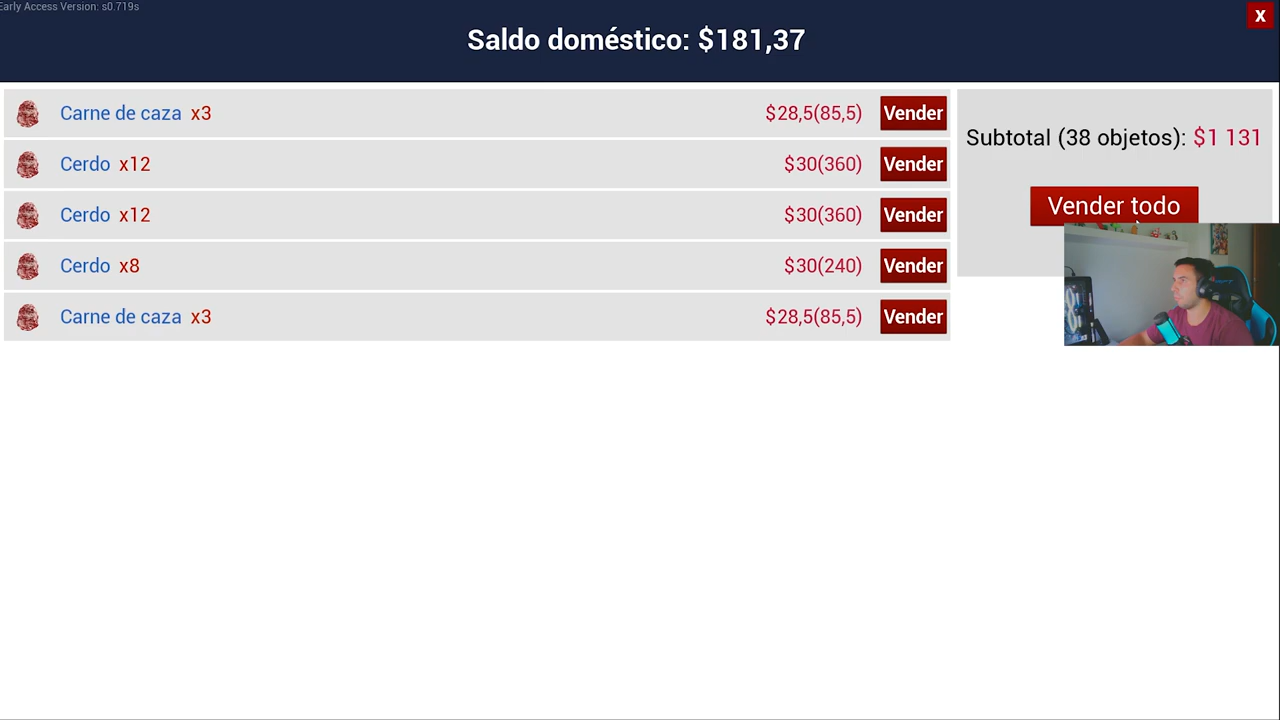 Early Access Version: s0.719s
X
Saldo doméstico: $181,37
Carne de caza x3 $28,5(85,5) Vender
Cerdo x12 $30(360) Vender
Cerdo x12 $30(360) Vender
Cerdo x8 $30(240) Vender
Carne de caza x3 $28,5(85,5) Vender
Subtotal (38 objetos): $1 131
Vender todo